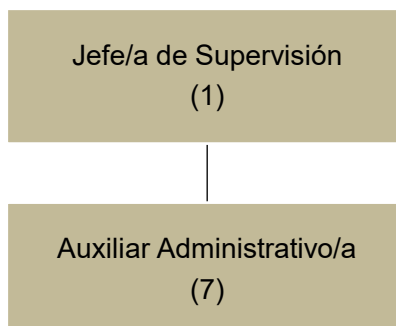 Jefe/a de Supervisión
(1)
Auxiliar Administrativo/a
(7)